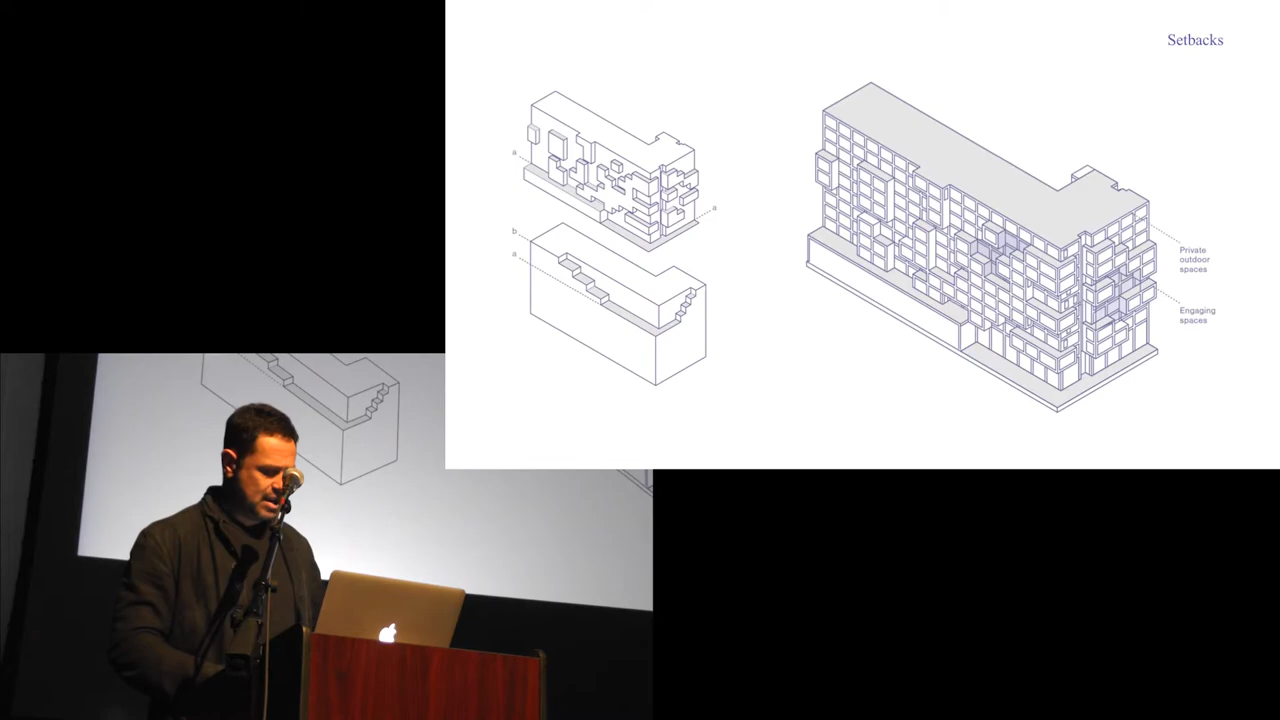 Setbacks
a
a
b
a
Private
outdoor
spaces
Engaging
spaces